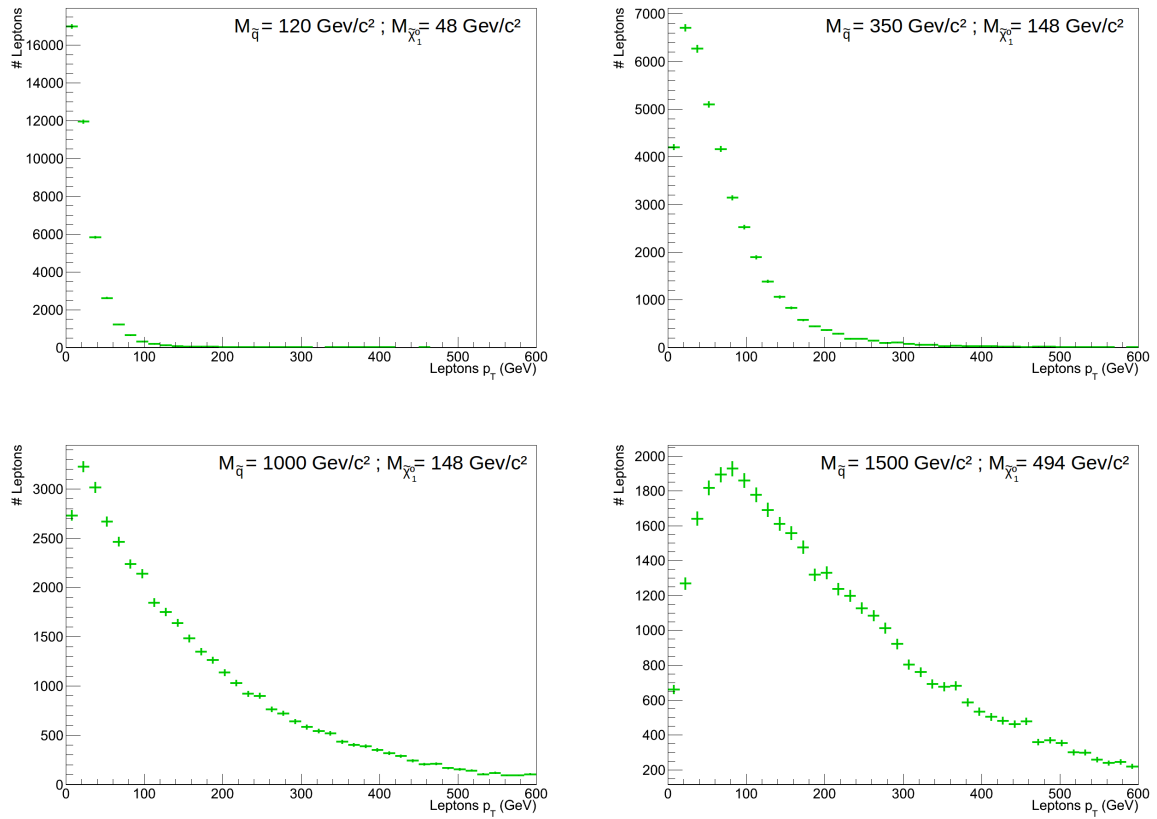 # Leptons
M_q̃ = 120 Gev/c² ; M_χ̃₁⁰ = 48 Gev/c²
16000
14000
12000
10000
8000
6000
4000
2000
0
0 100 200 300 400 500 600
Leptons p_T (GeV)
# Leptons
M_q̃ = 350 Gev/c² ; M_χ̃₁⁰ = 148 Gev/c²
7000
6000
5000
4000
3000
2000
1000
0
0 100 200 300 400 500 600
Leptons p_T (GeV)
# Leptons
M_q̃ = 1000 Gev/c² ; M_χ̃₁⁰ = 148 Gev/c²
3000
2500
2000
1500
1000
500
0
0 100 200 300 400 500 600
Leptons p_T (GeV)
# Leptons
M_q̃ = 1500 Gev/c² ; M_χ̃₁⁰ = 494 Gev/c²
2000
1800
1600
1400
1200
1000
800
600
400
200
0 100 200 300 400 500 600
Leptons p_T (GeV)